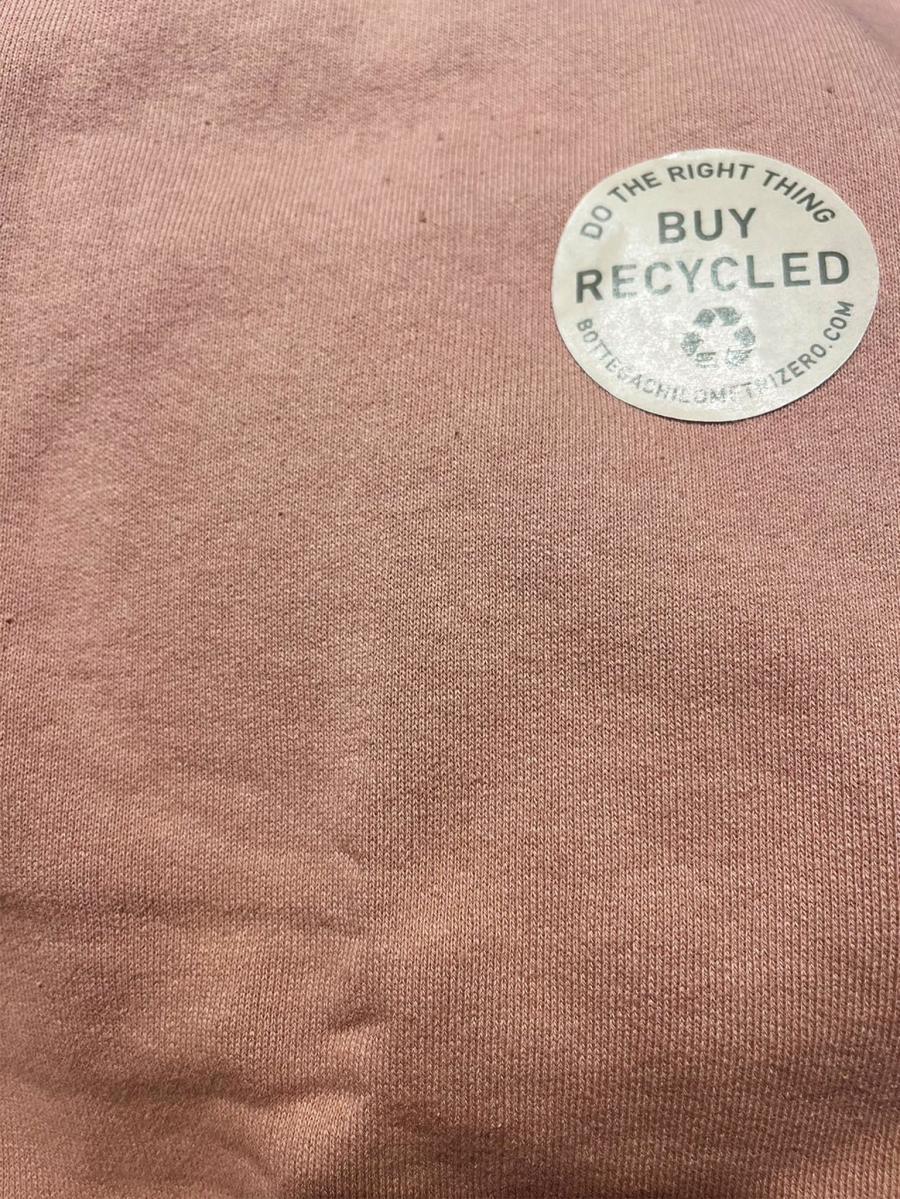 DO THE RIGHT THING
BUY
RECYCLED
BOTTEGACHILOMETRIZERO.COM